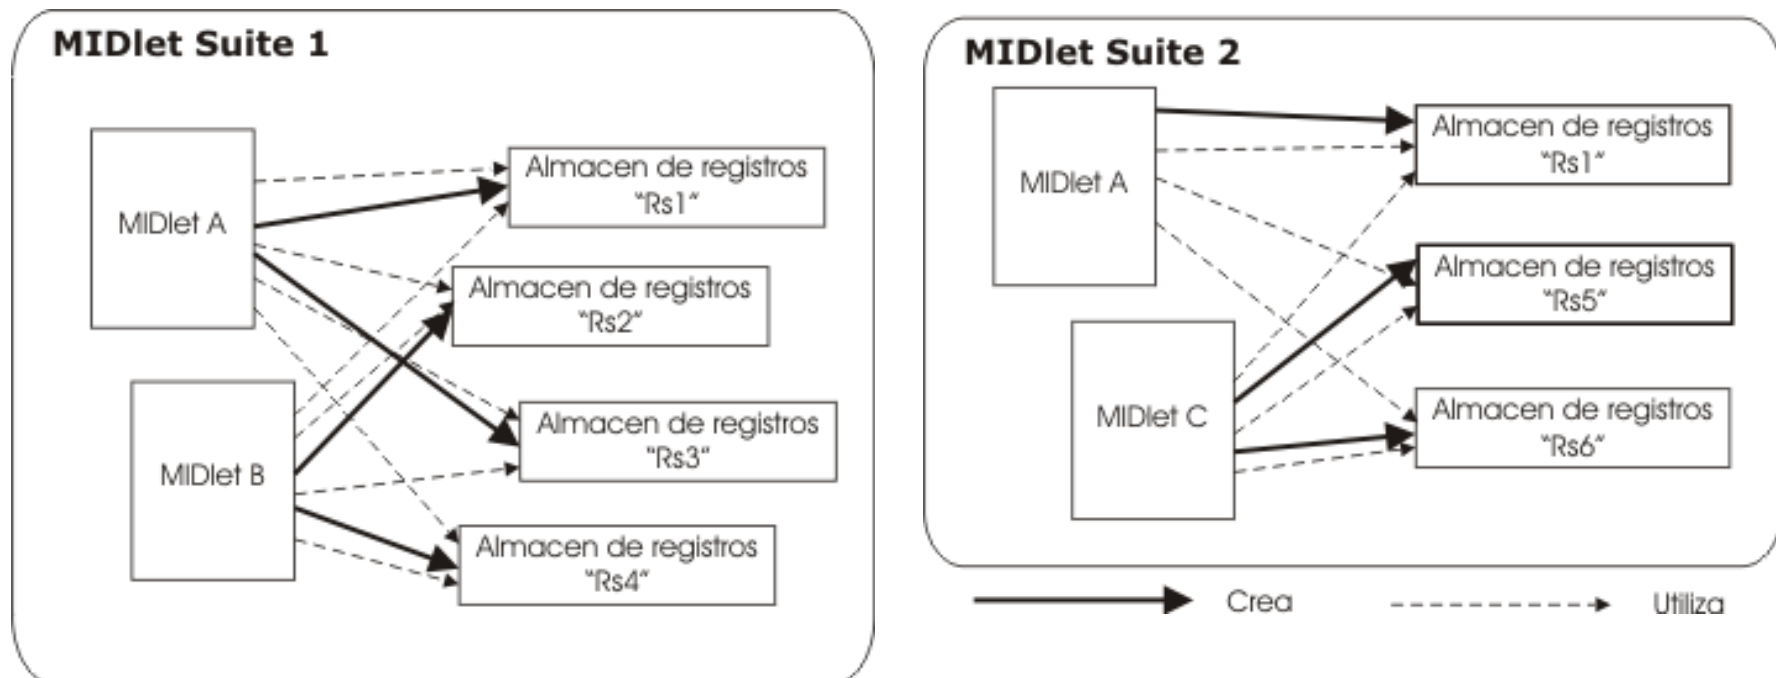 MIDlet Suite 1
MIDlet A
Almacen de registros
"Rs1"
Almacen de registros
"Rs2"
MIDlet B
Almacen de registros
"Rs3"
Almacen de registros
"Rs4"
MIDlet Suite 2
MIDlet A
Almacen de registros
"Rs1"
Almacen de registros
"Rs5"
MIDlet C
Almacen de registros
"Rs6"
Crea
Utiliza